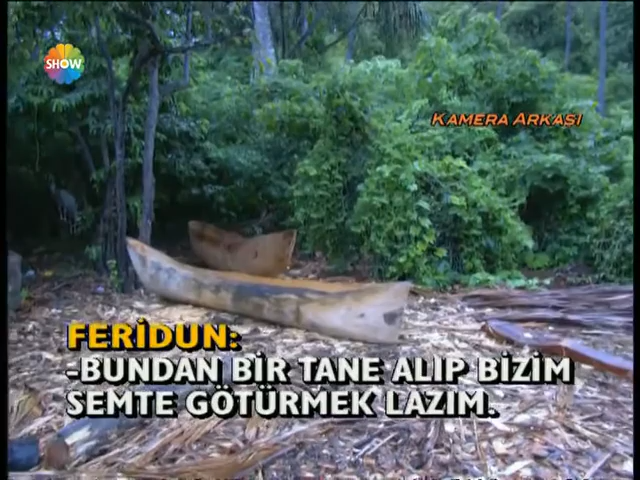 SHOW
KAMERA ARKASI
FERİDUN:
-BUNDAN BİR TANE ALIP BİZİM
SEMTE GÖTÜRMEK LAZIM.